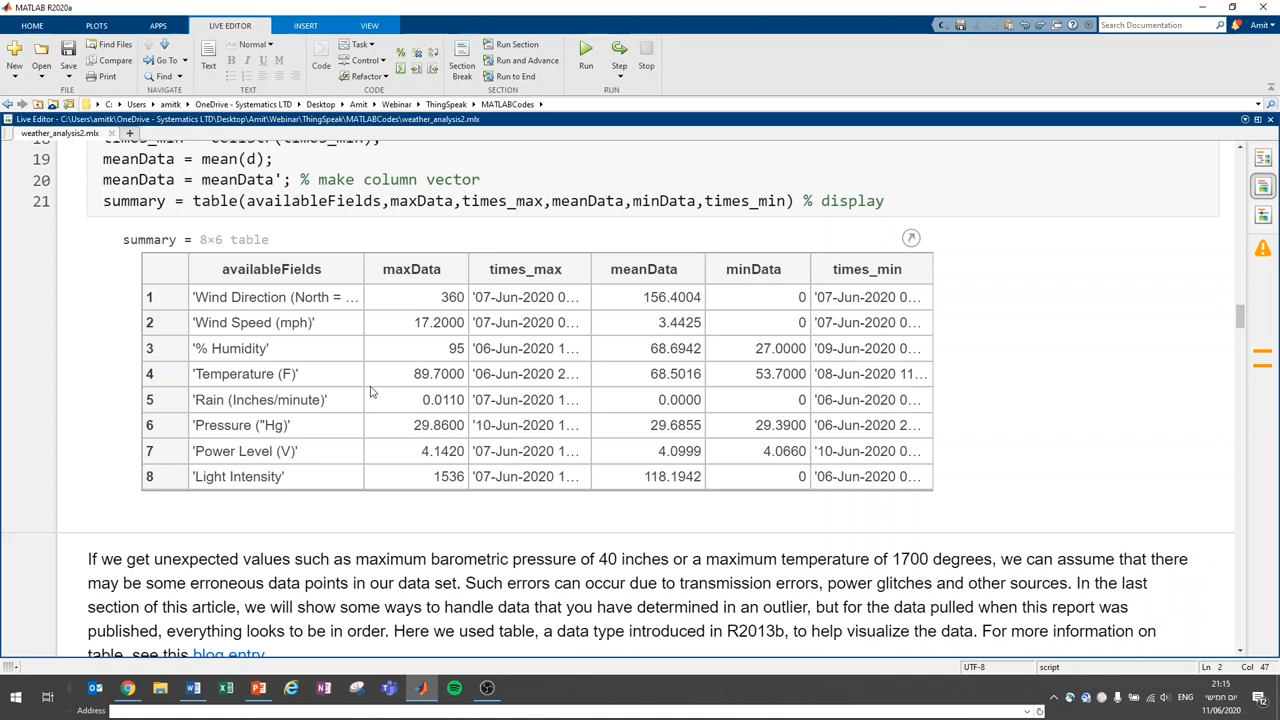 MATLAB R2020a
HOME PLOTS APPS LIVE EDITOR INSERT VIEW
Search Documentation Amit
New Open Save Find Files Compare Print Go To Find Text Normal B I U M Code Task Control Refactor Section Break Run Section Run and Advance Run to End Run Step Stop
FILE NAVIGATE TEXT CODE SECTION RUN
C: Users amitk OneDrive - Systematics LTD Desktop Amit Webinar ThingSpeak MATLABCodes
Live Editor - C:\Users\amitk\OneDrive - Systematics LTD\Desktop\Amit\Webinar\ThingSpeak\MATLABCodes\weather_analysis2.mlx
weather_analysis2.mlx
18 times_min = cellstr(times_min);
19 meanData = mean(d);
20 meanData = meanData'; % make column vector
21 summary = table(availableFields,maxData,times_max,meanData,minData,times_min) % display
summary = 8×6 table
availableFields maxData times_max meanData minData times_min
1 'Wind Direction (North = ... 360 '07-Jun-2020 0... 156.4004 0 '07-Jun-2020 0...
2 'Wind Speed (mph)' 17.2000 '07-Jun-2020 0... 3.4425 0 '07-Jun-2020 0...
3 '% Humidity' 95 '06-Jun-2020 1... 68.6942 27.0000 '09-Jun-2020 0...
4 'Temperature (F)' 89.7000 '06-Jun-2020 2... 68.5016 53.7000 '08-Jun-2020 11...
5 'Rain (Inches/minute)' 0.0110 '07-Jun-2020 1... 0.0000 0 '06-Jun-2020 0...
6 'Pressure ("Hg)' 29.8600 '10-Jun-2020 1... 29.6855 29.3900 '06-Jun-2020 2...
7 'Power Level (V)' 4.1420 '07-Jun-2020 1... 4.0999 4.0660 '10-Jun-2020 0...
8 'Light Intensity' 1536 '07-Jun-2020 1... 118.1942 0 '06-Jun-2020 0...
If we get unexpected values such as maximum barometric pressure of 40 inches or a maximum temperature of 1700 degrees, we can assume that there
may be some erroneous data points in our data set. Such errors can occur due to transmission errors, power glitches and other sources. In the last
section of this article, we will show some ways to handle data that you have determined in an outlier, but for the data pulled when this report was
published, everything looks to be in order. Here we used table, a data type introduced in R2013b, to help visualize the data. For more information on
table, see this blog entry.
UTF-8 script Ln 2 Col 47
ENG 21:15
יום חמישי
11/06/2020
12
Address